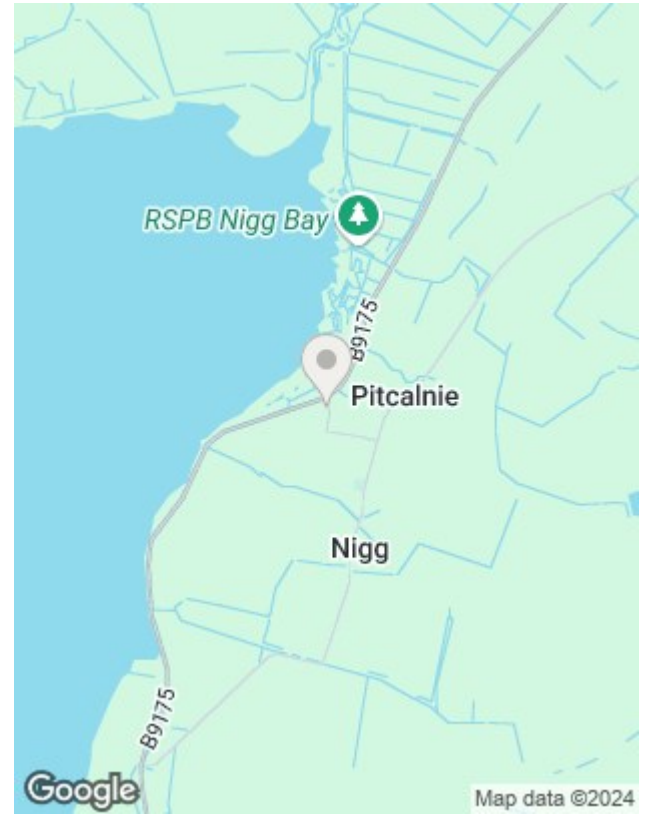 RSPB Nigg Bay
B9175
Pitcalnie
Nigg
B9175
Google
Map data ©2024